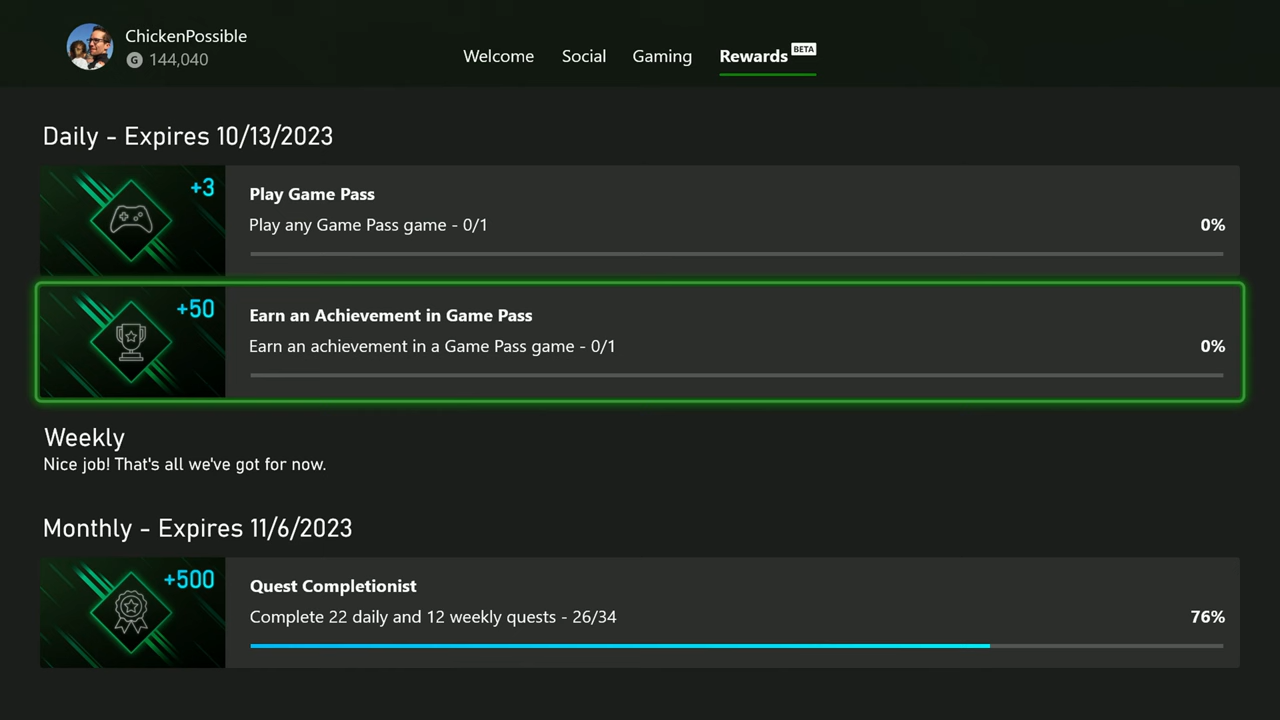 ChickenPossible
G 144,040
Welcome Social Gaming Rewards BETA
Daily - Expires 10/13/2023
+3
Play Game Pass
Play any Game Pass game - 0/1 0%
+50
Earn an Achievement in Game Pass
Earn an achievement in a Game Pass game - 0/1 0%
Weekly
Nice job! That's all we've got for now.
Monthly - Expires 11/6/2023
+500
Quest Completionist
Complete 22 daily and 12 weekly quests - 26/34 76%